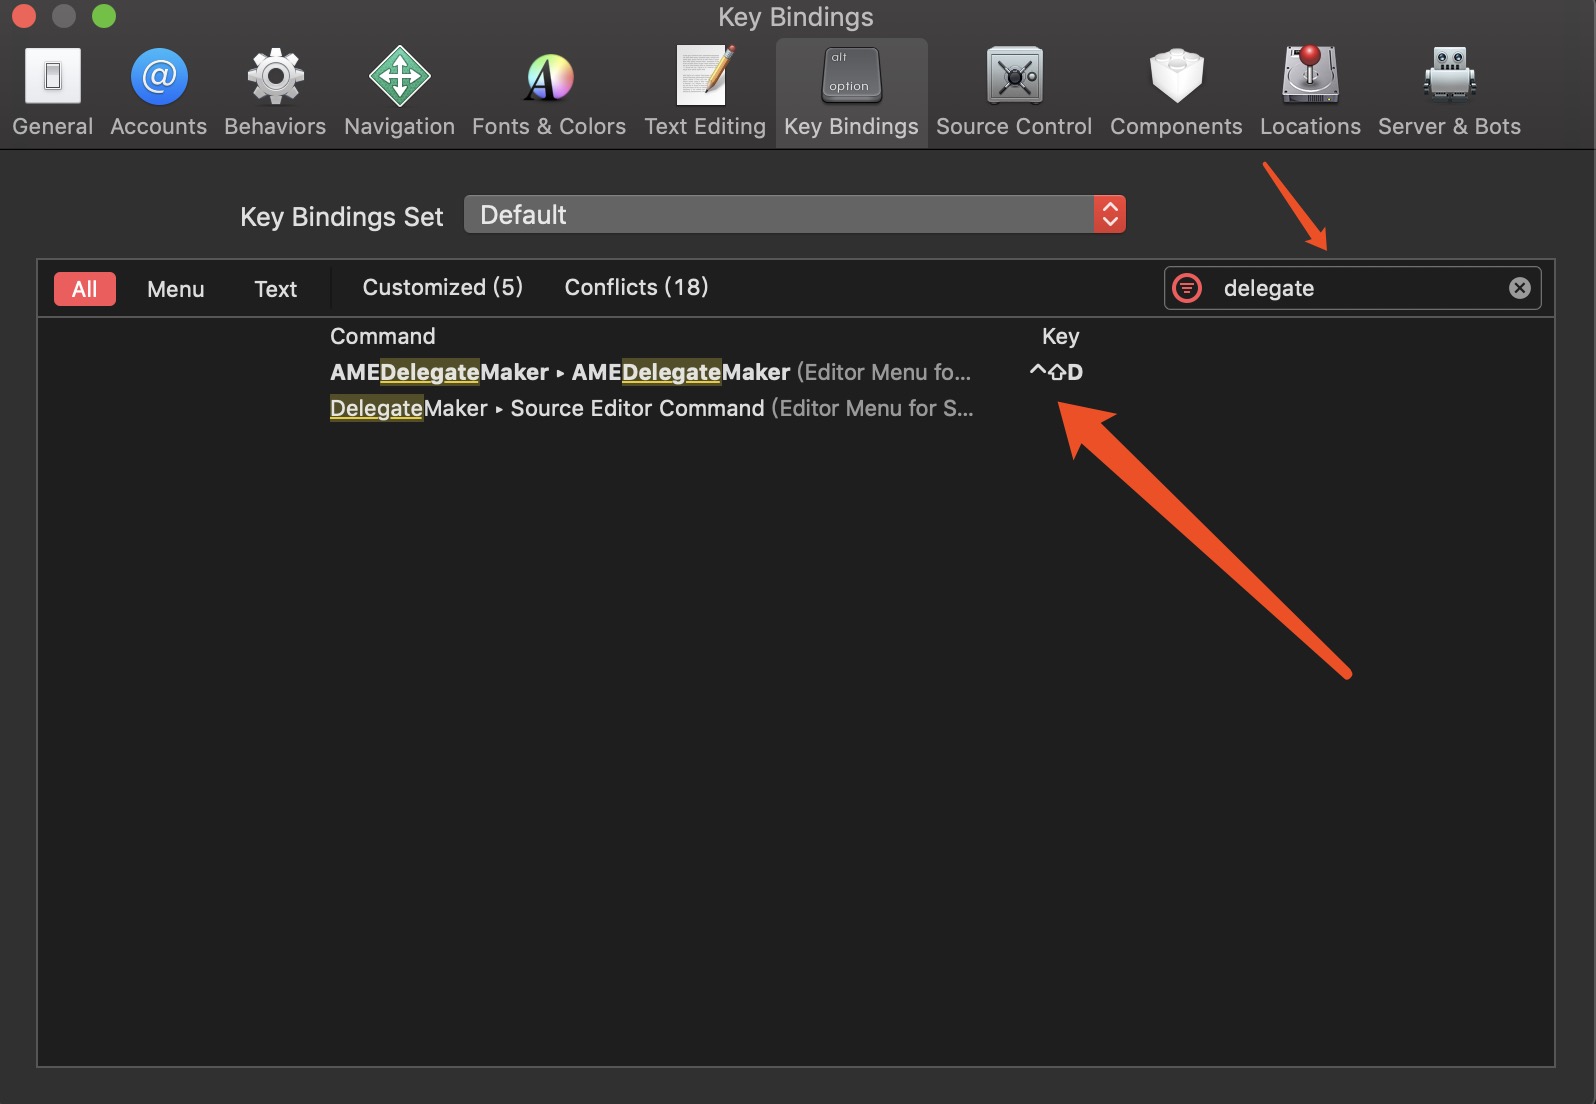 Key Bindings
alt
option
General Accounts Behaviors Navigation Fonts & Colors Text Editing Key Bindings Source Control Components Locations Server & Bots
Key Bindings Set Default
All Menu Text Customized (5) Conflicts (18) delegate
Command Key
AMEDelegateMaker ▸ AMEDelegateMaker (Editor Menu fo... ^⇧D
DelegateMaker ▸ Source Editor Command (Editor Menu for S...